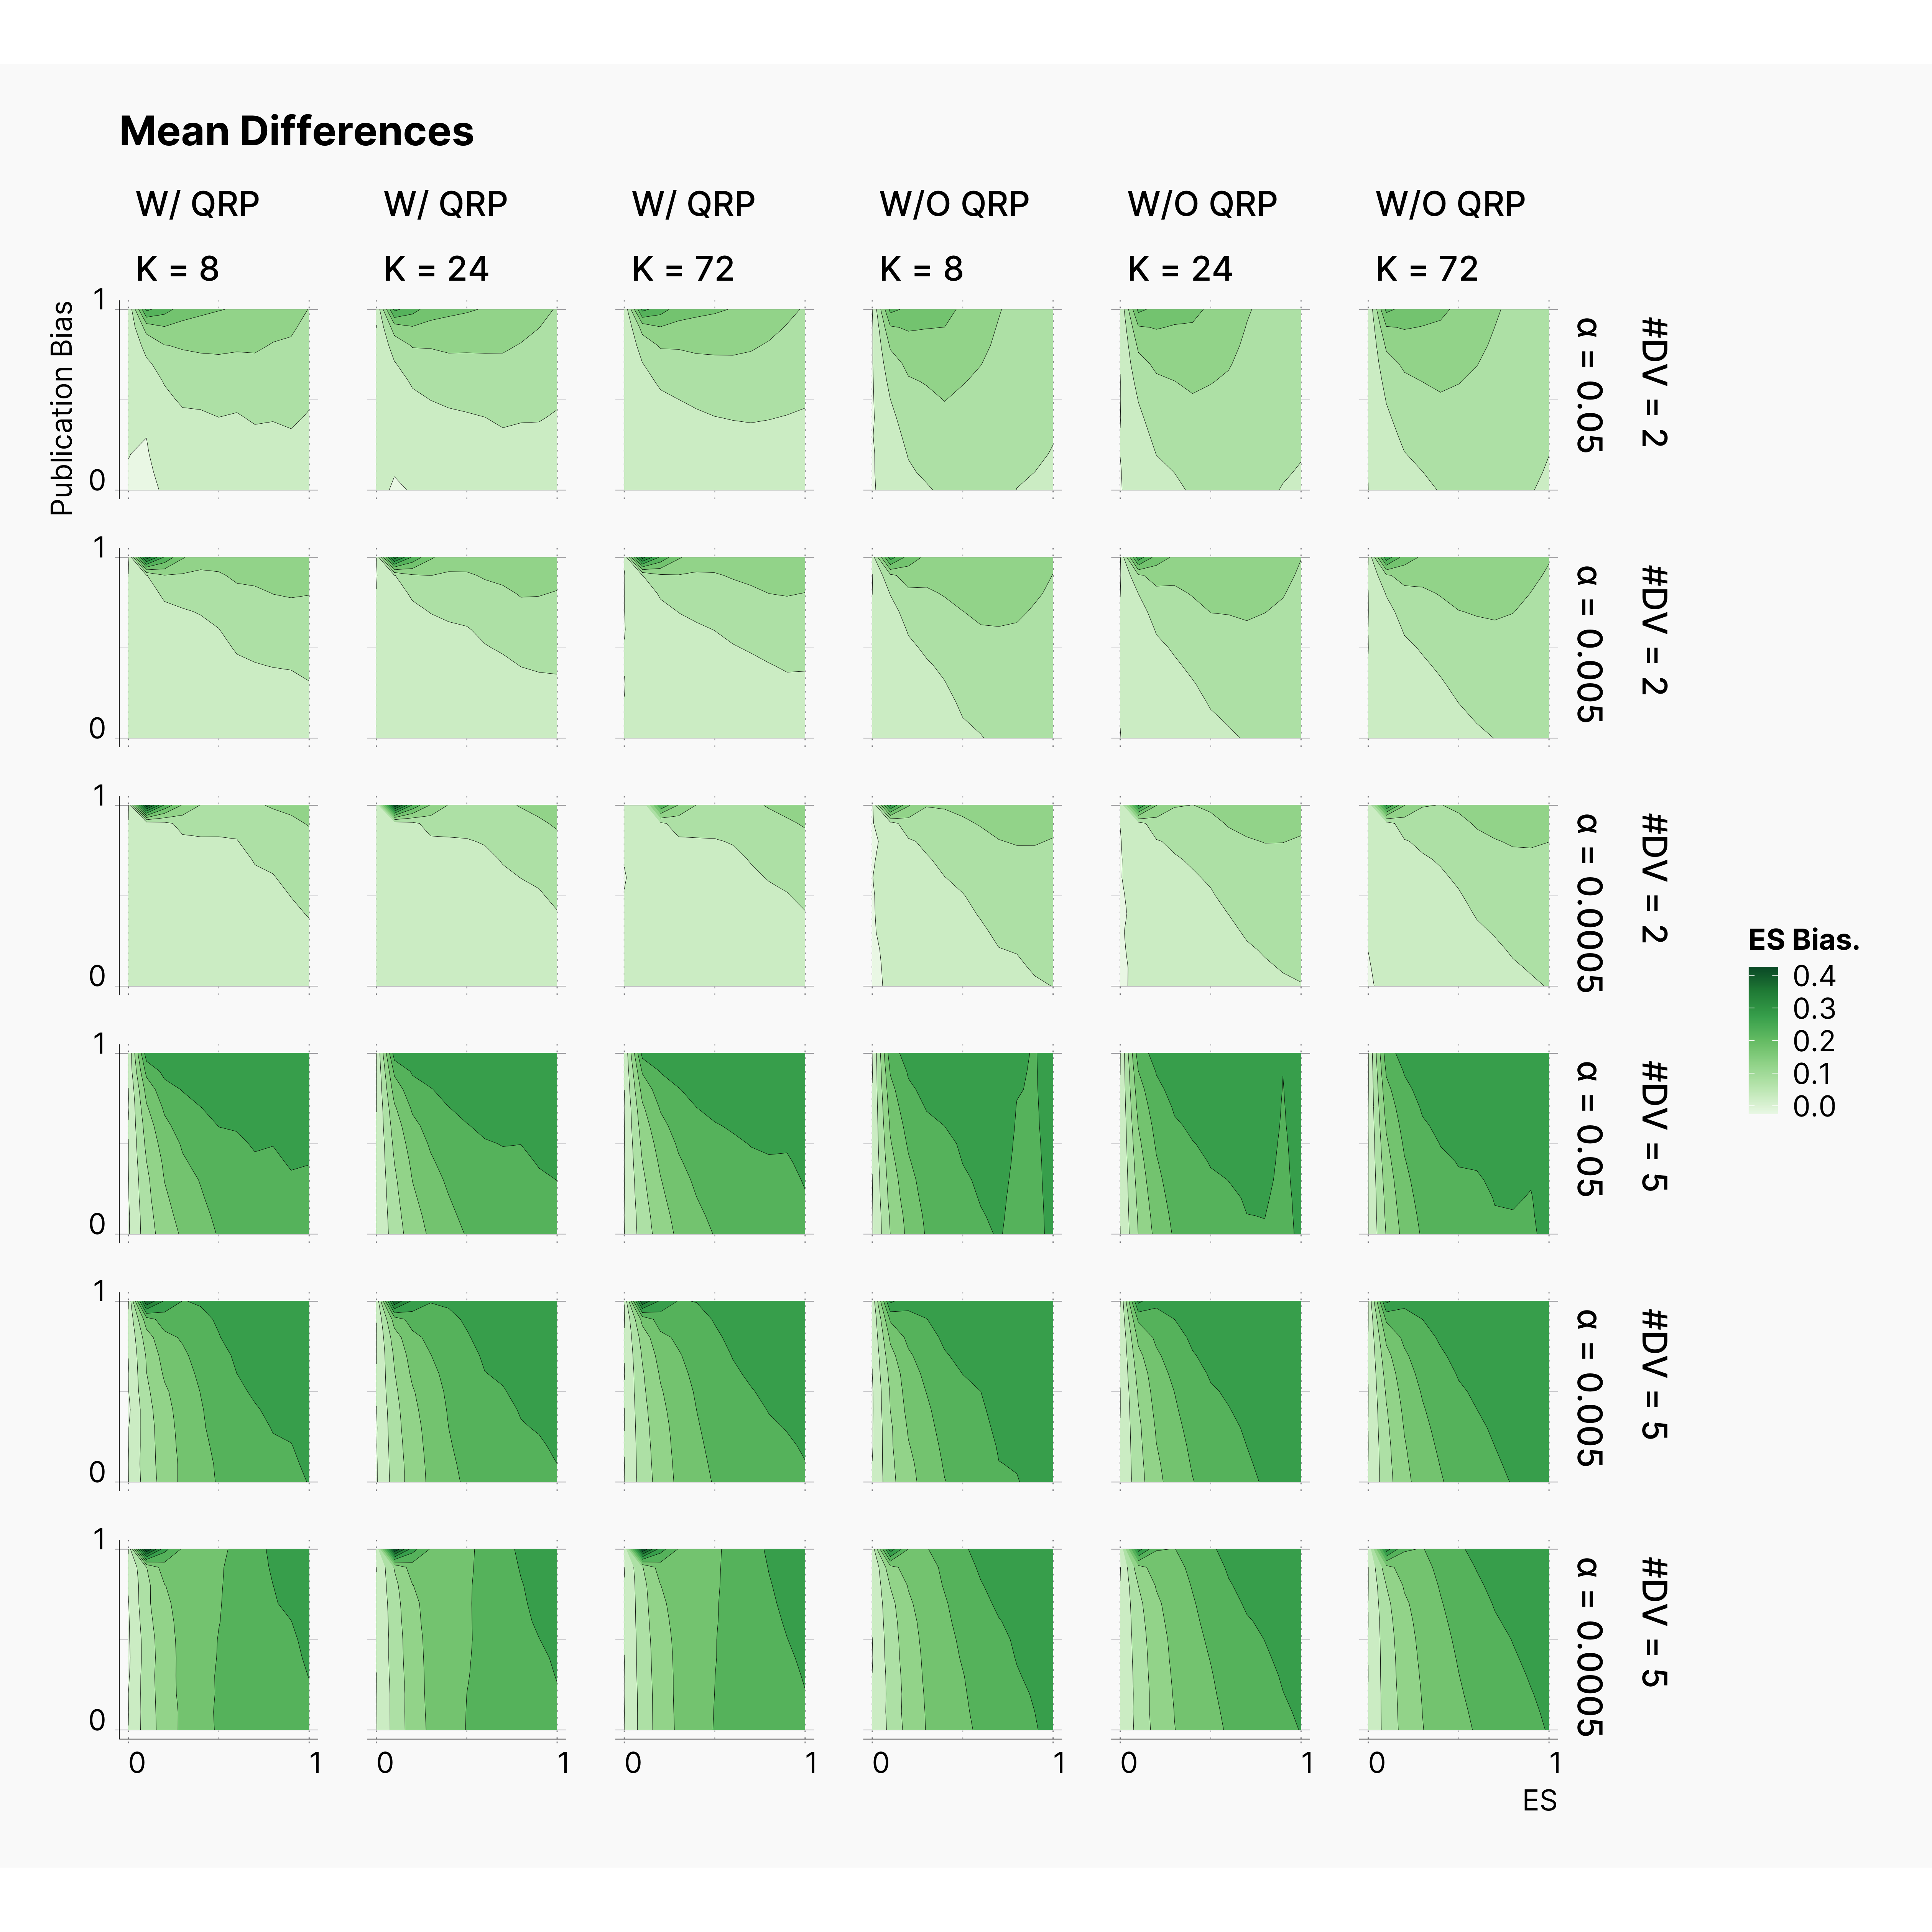 Mean Differences
W/ QRP W/ QRP W/ QRP W/O QRP W/O QRP W/O QRP
K = 8 K = 24 K = 72 K = 8 K = 24 K = 72
Publication Bias
1
0
α = 0.05
#DV = 2
1
0
α = 0.005
#DV = 2
1
0
α = 0.0005
#DV = 2
1
0
α = 0.05
#DV = 5
1
0
α = 0.005
#DV = 5
1
0
α = 0.0005
#DV = 5
0 1 0 1 0 1 0 1 0 1 0 1
ES
ES Bias.
0.4
0.3
0.2
0.1
0.0